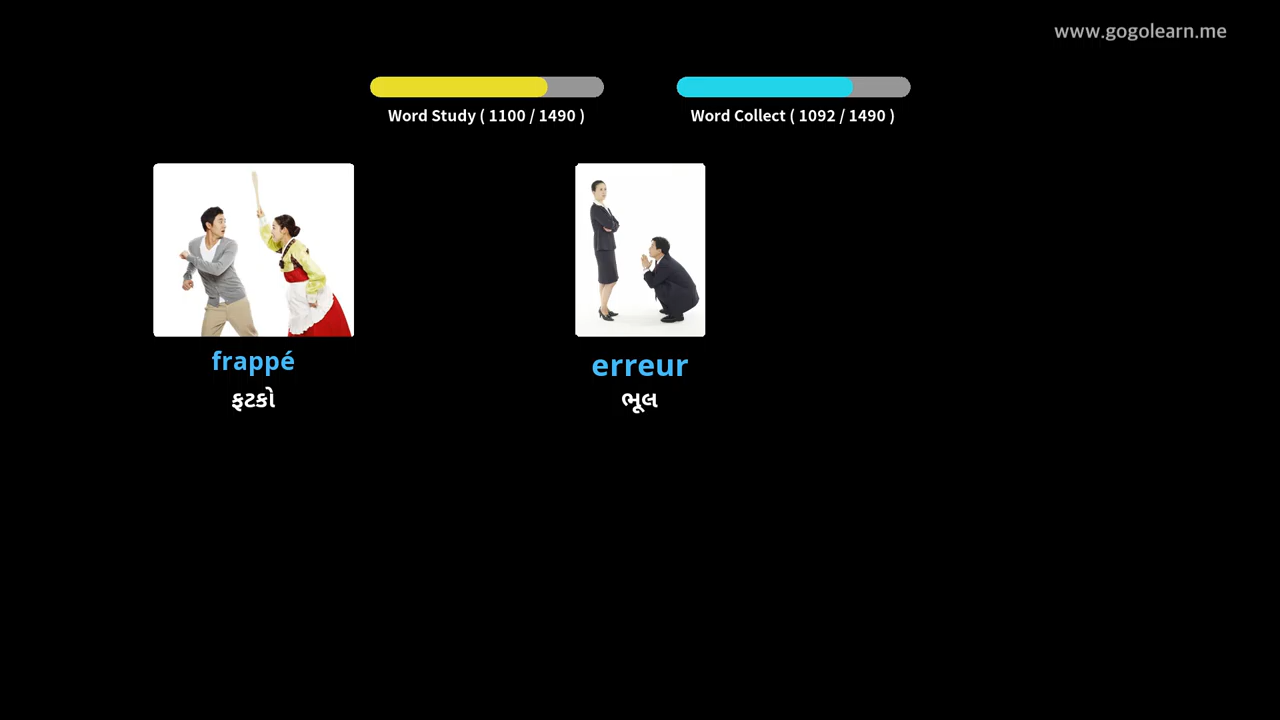 www.gogolearn.me
Word Study ( 1100 / 1490 )
Word Collect ( 1092 / 1490 )
frappé
ફટકો
erreur
ભૂલ